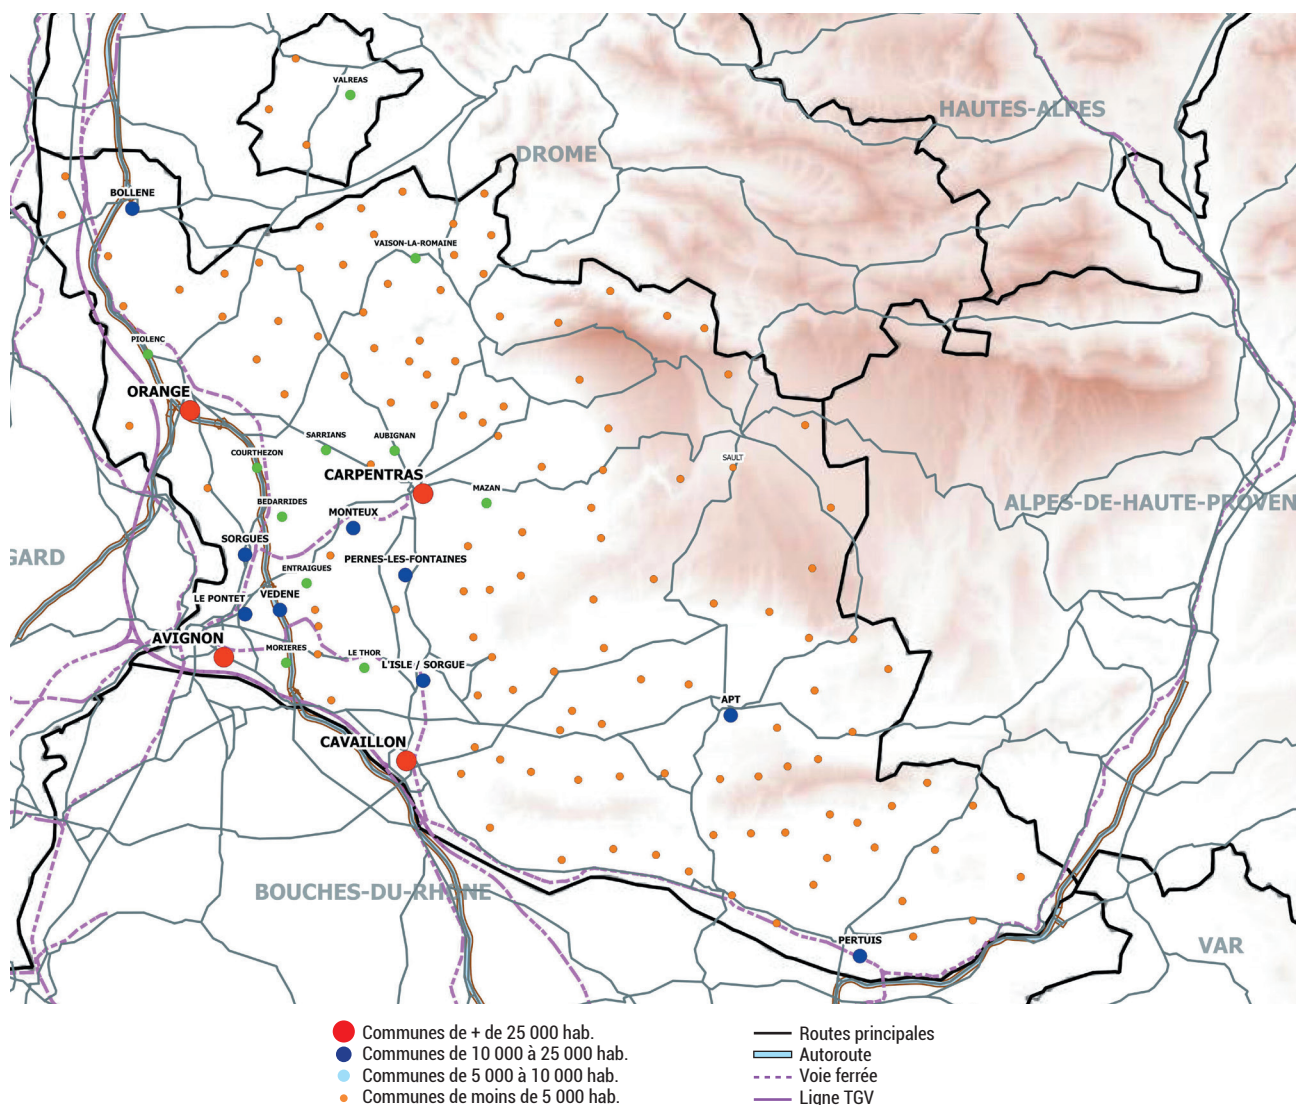 VALREAS
HAUTES-ALPES
DROME
BOLLENE
VAISON-LA-ROMAINE
PIOLENC
ORANGE
SARRIANS
AUBIGNAN
COURTHEZON
CARPENTRAS
SAULT
MAZAN
BEDARRIDES
MONTEUX
ALPES-DE-HAUTE-PROVEN
SORGUES
GARD
PERNES-LES-FONTAINES
ENTRAIGUES
LE PONTET
VEDENE
AVIGNON
MORIERES
LE THOR
L'ISLE / SORGUE
APT
CAVAILLON
BOUCHES-DU-RHONE
PERTUIS
VAR
Communes de + de 25 000 hab.
Communes de 10 000 à 25 000 hab.
Communes de 5 000 à 10 000 hab.
Communes de moins de 5 000 hab.
Routes principales
Autoroute
Voie ferrée
Ligne TGV